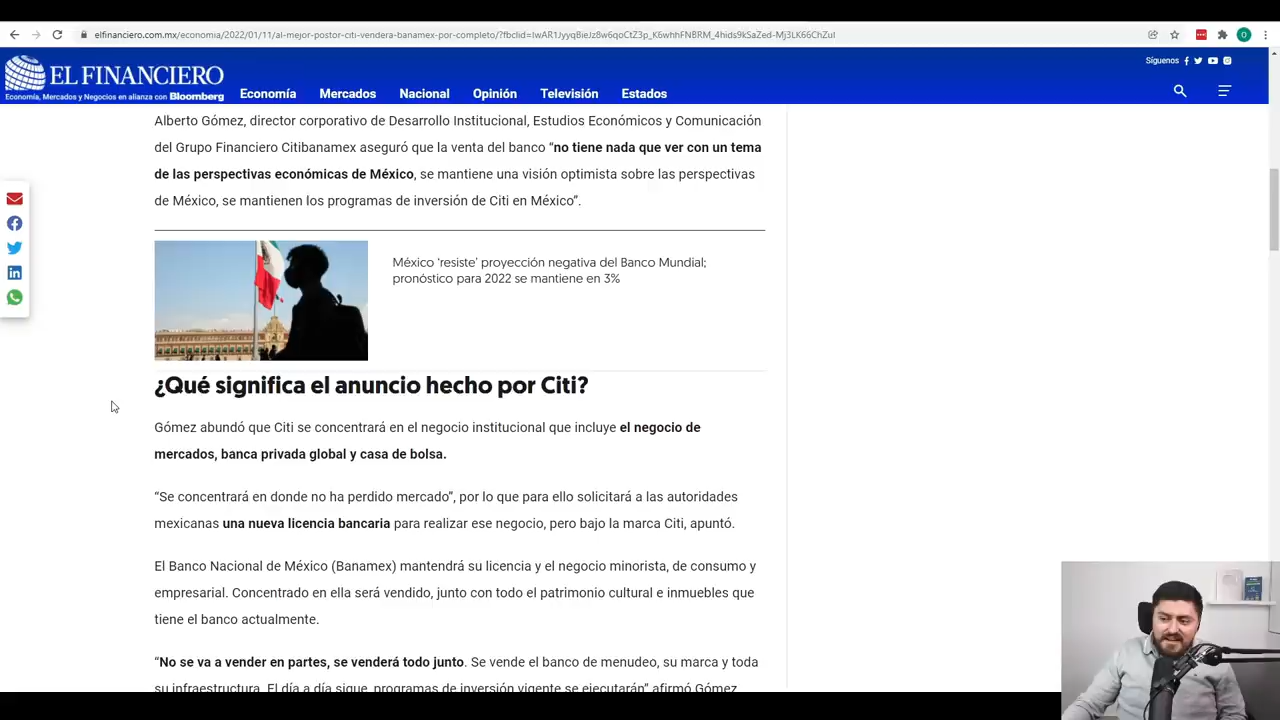 elfinanciero.com.mx/economia/2022/01/11/al-mejor-postor-citi-vendera-banamex-por-completo/?fbclid=IwAR1Jyyq8ieJz8w6qoCtZ3p_K6whhFNBRM_4hids9kSaZed-Mj3LK66ChZuI
EL FINANCIERO
Economía, Mercados y Negocios en alianza con Bloomberg
Economía Mercados Nacional Opinión Televisión Estados
Síguenos
Alberto Gómez, director corporativo de Desarrollo Institucional, Estudios Económicos y Comunicación
del Grupo Financiero Citibanamex aseguró que la venta del banco “no tiene nada que ver con un tema
de las perspectivas económicas de México, se mantiene una visión optimista sobre las perspectivas
de México, se mantienen los programas de inversión de Citi en México”.
México ‘resiste’ proyección negativa del Banco Mundial;
pronóstico para 2022 se mantiene en 3%
¿Qué significa el anuncio hecho por Citi?
Gómez abundó que Citi se concentrará en el negocio institucional que incluye el negocio de
mercados, banca privada global y casa de bolsa.
“Se concentrará en donde no ha perdido mercado”, por lo que para ello solicitará a las autoridades
mexicanas una nueva licencia bancaria para realizar ese negocio, pero bajo la marca Citi, apuntó.
El Banco Nacional de México (Banamex) mantendrá su licencia y el negocio minorista, de consumo y
empresarial. Concentrado en ella será vendido, junto con todo el patrimonio cultural e inmuebles que
tiene el banco actualmente.
“No se va a vender en partes, se venderá todo junto. Se vende el banco de menudeo, su marca y toda
su infraestructura. El día a día sigue, programas de inversión vigente se ejecutarán” afirmó Gómez.